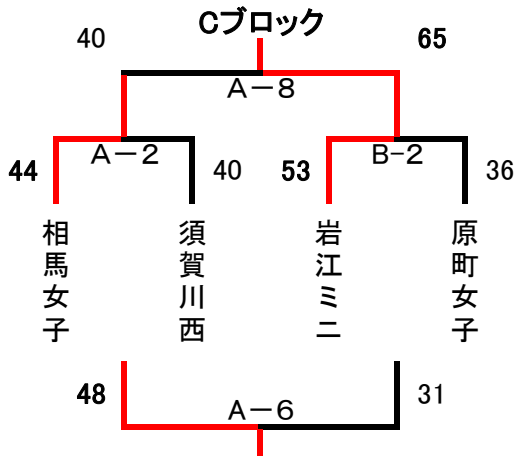 Cブロック
40 65
A－8
A－2 B-2
44 40 53 36
相馬女子
須賀川西
岩江ミニ
原町女子
48 31
A－6